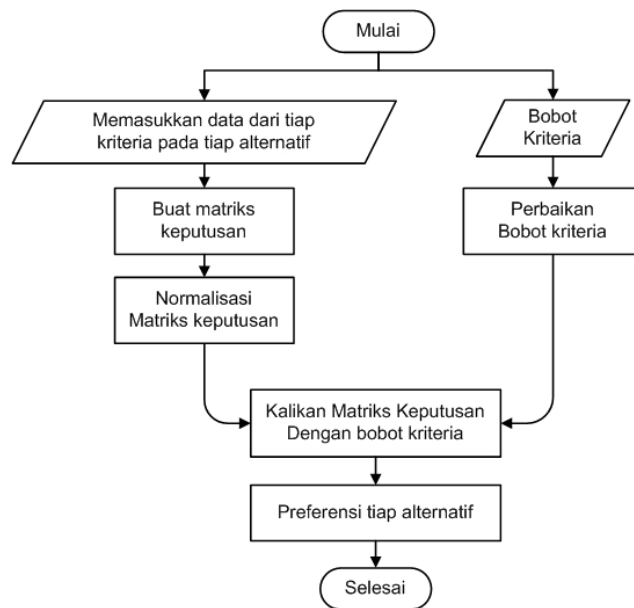 Mulai
Memasukkan data dari tiap
kriteria pada tiap alternatif
Bobot
Kriteria
Buat matriks
keputusan
Perbaikan
Bobot kriteria
Normalisasi
Matriks keputusan
Kalikan Matriks Keputusan
Dengan bobot kriteria
Preferensi tiap alternatif
Selesai